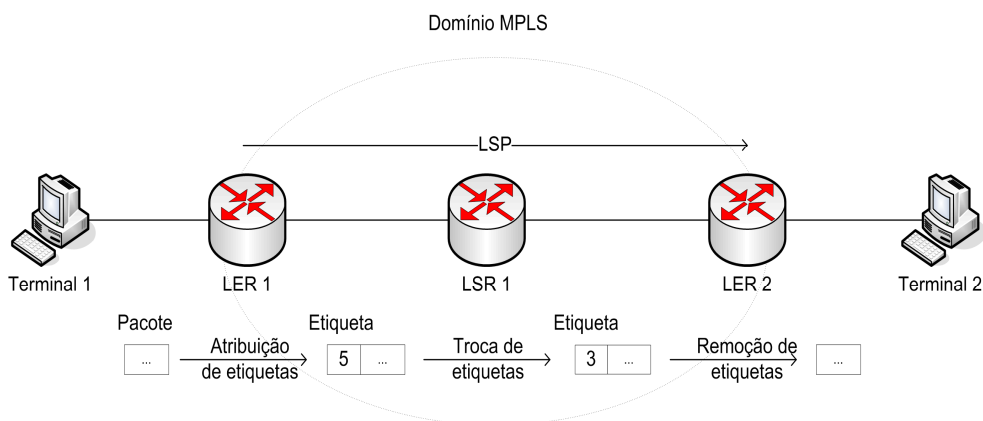 Domínio MPLS
LSP
Terminal 1
LER 1
LSR 1
LER 2
Terminal 2
Pacote
Etiqueta
Etiqueta
...
Atribuição
de etiquetas
5 ...
Troca de
etiquetas
3 ...
Remoção de
etiquetas
...